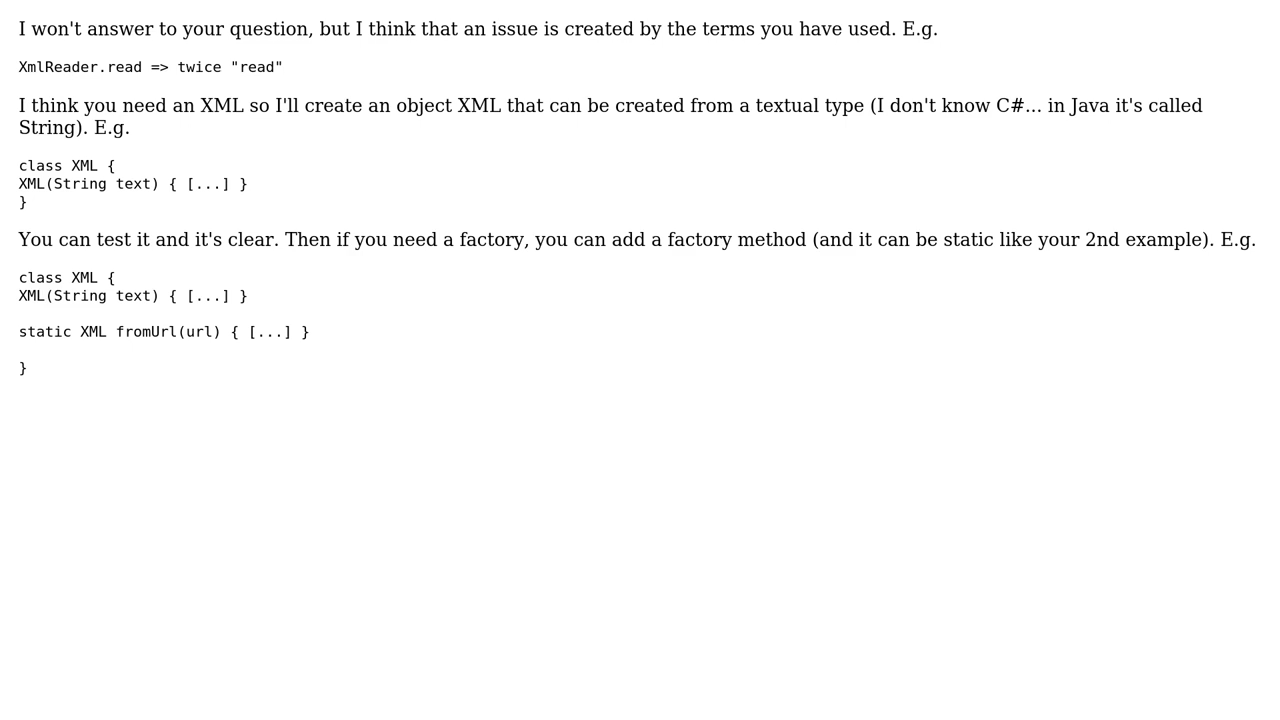 I won't answer to your question, but I think that an issue is created by the terms you have used. E.g.
XmlReader.read => twice "read"
I think you need an XML so I'll create an object XML that can be created from a textual type (I don't know C#... in Java it's called
String). E.g.
class XML {
XML(String text) { [...] }
}
You can test it and it's clear. Then if you need a factory, you can add a factory method (and it can be static like your 2nd example). E.g.
class XML {
XML(String text) { [...] }
static XML fromUrl(url) { [...] }
}